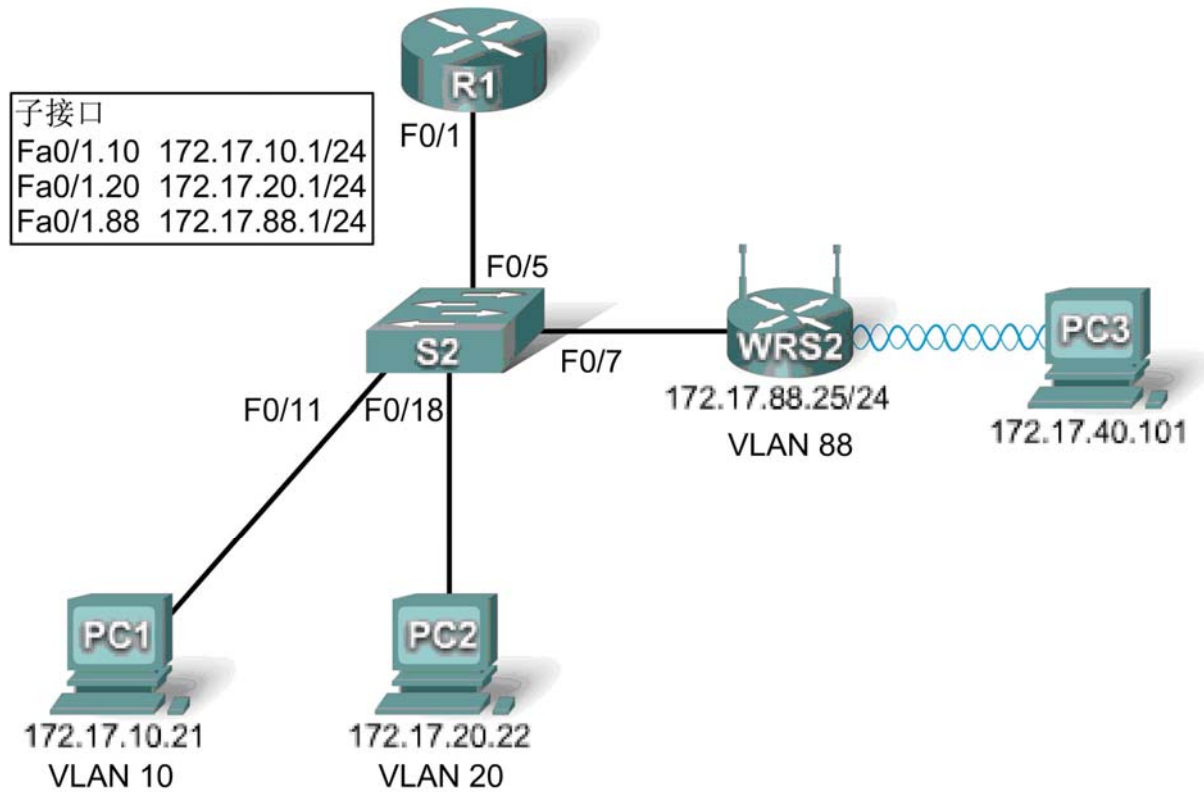 R1
子接口
Fa0/1.10 172.17.10.1/24
Fa0/1.20 172.17.20.1/24
Fa0/1.88 172.17.88.1/24
F0/1
F0/5
S2
F0/7
WRS2
172.17.88.25/24
VLAN 88
PC3
172.17.40.101
F0/11
F0/18
PC1
172.17.10.21
VLAN 10
PC2
172.17.20.22
VLAN 20